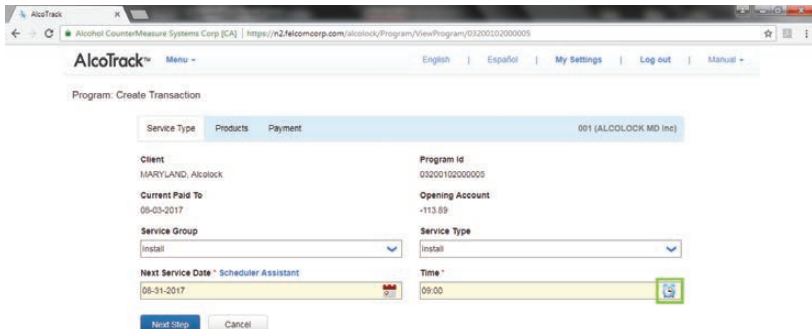 AlcoTrack
Alcohol CounterMeasure Systems Corp [CA] | https://n2.felcomcorp.com/alcolock/Program/ViewProgram/03200102000005
AlcoTrack™ Menu English | Español | My Settings | Log out | Manual
Program: Create Transaction
Service Type Products Payment 001 (ALCOLOCK MD Inc)
Client Program Id
MARYLAND, Alcolock 03200102000005
Current Paid To Opening Account
08-03-2017 -113.89
Service Group Service Type
Install Install
Next Service Date * Scheduler Assistant Time *
08-31-2017 09:00
Next Step Cancel